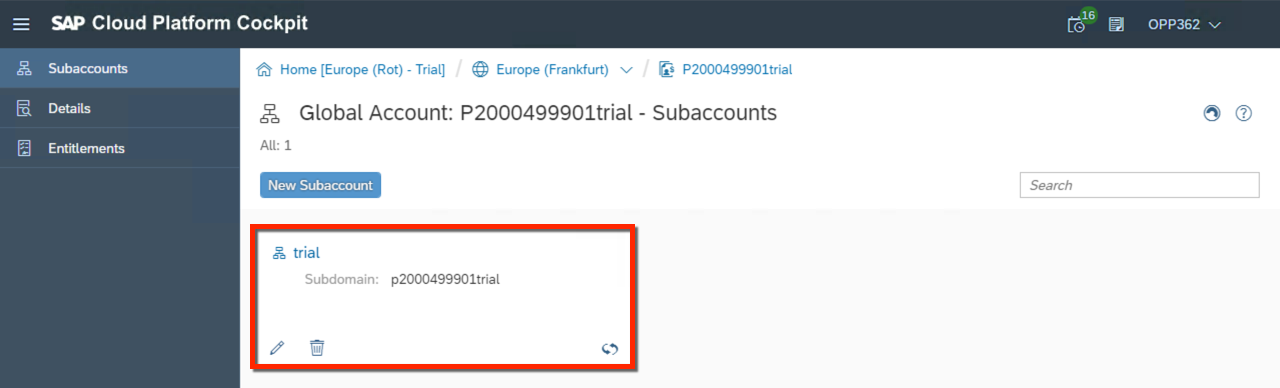 SAP Cloud Platform Cockpit
16
OPP362
Subaccounts
Details
Entitlements
Home [Europe (Rot) - Trial] / Europe (Frankfurt) / P2000499901trial
Global Account: P2000499901trial - Subaccounts
All: 1
New Subaccount
Search
trial
Subdomain: p2000499901trial